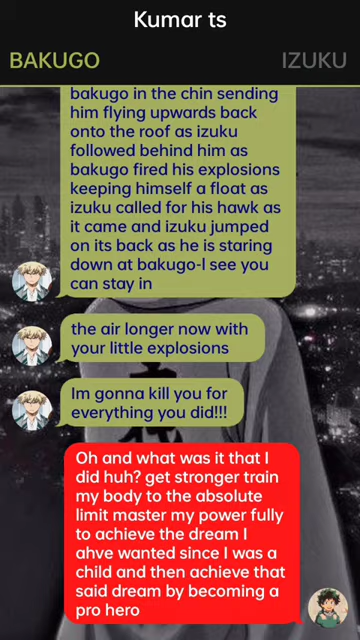 Kumar ts
BAKUGO IZUKU
bakugo in the chin sending
him flying upwards back
onto the roof as izuku
followed behind him as
bakugo fired his explosions
keeping himself a float as
izuku called for his hawk as
it came and izuku jumped
on its back as he is staring
down at bakugo-I see you
can stay in
the air longer now with
your little explosions
Im gonna kill you for
everything you did!!!
Oh and what was it that I
did huh? get stronger train
my body to the absolute
limit master my power fully
to achieve the dream I
ahve wanted since I was a
child and then achieve that
said dream by becoming a
pro hero